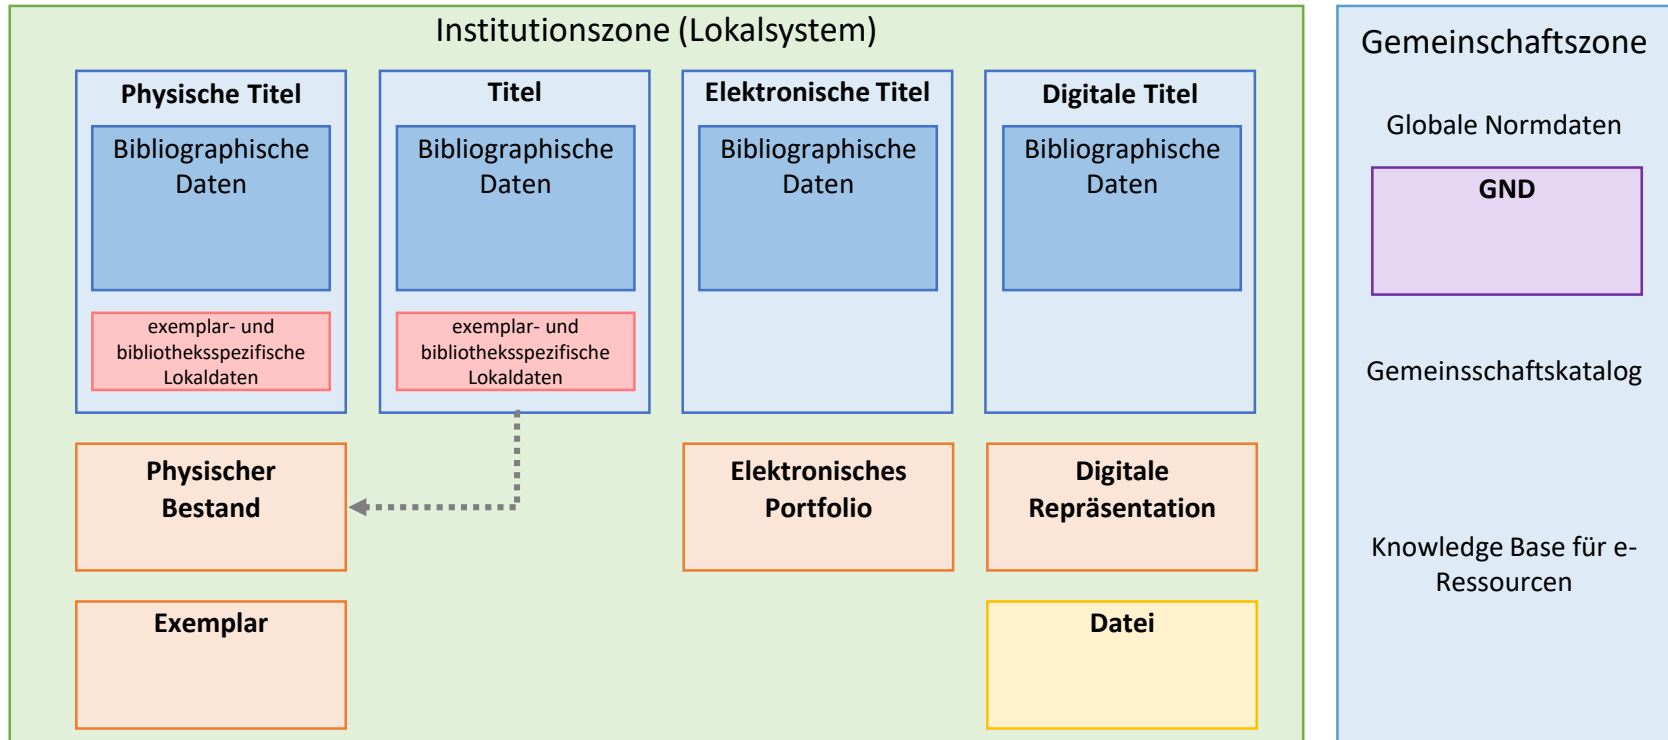 Institutionszone (Lokalsystem)
Physische Titel
Bibliographische
Daten
exemplar- und
bibliotheksspezifische
Lokaldaten
Titel
Bibliographische
Daten
exemplar- und
bibliotheksspezifische
Lokaldaten
Elektronische Titel
Bibliographische
Daten
Digitale Titel
Bibliographische
Daten
Physischer
Bestand
Elektronisches
Portfolio
Digitale
Repräsentation
Exemplar
Datei
Gemeinschaftszone
Globale Normdaten
GND
Gemeinsschaftskatalog
Knowledge Base für e-
Ressourcen